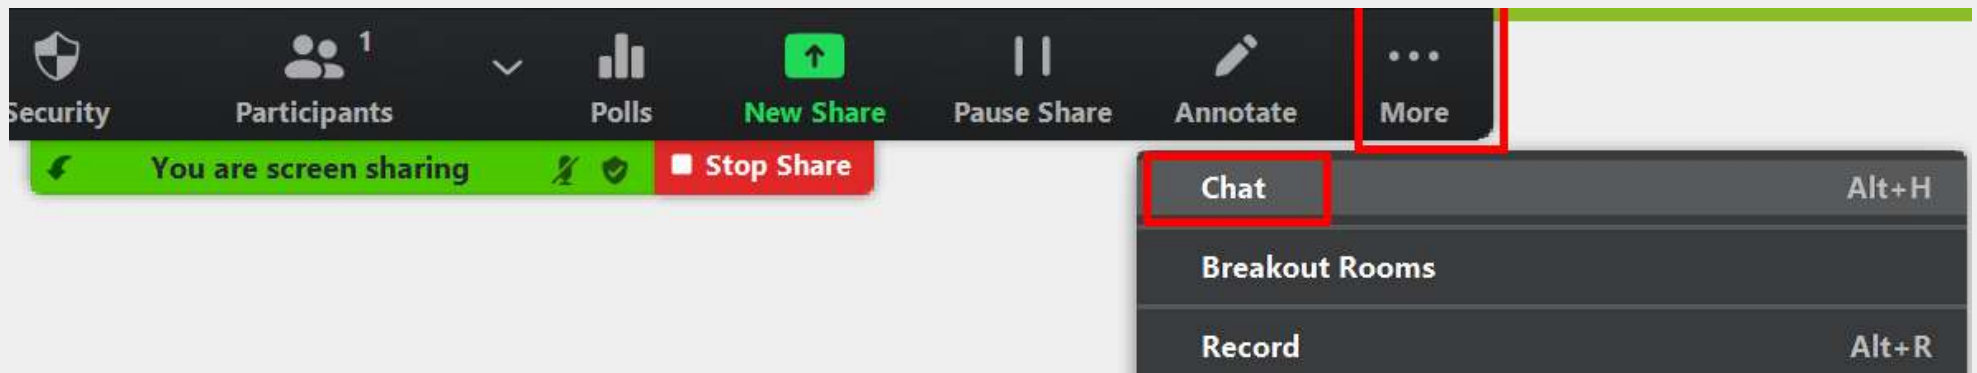 1
Security Participants Polls New Share Pause Share Annotate More
You are screen sharing Stop Share
Chat Alt+H
Breakout Rooms
Record Alt+R